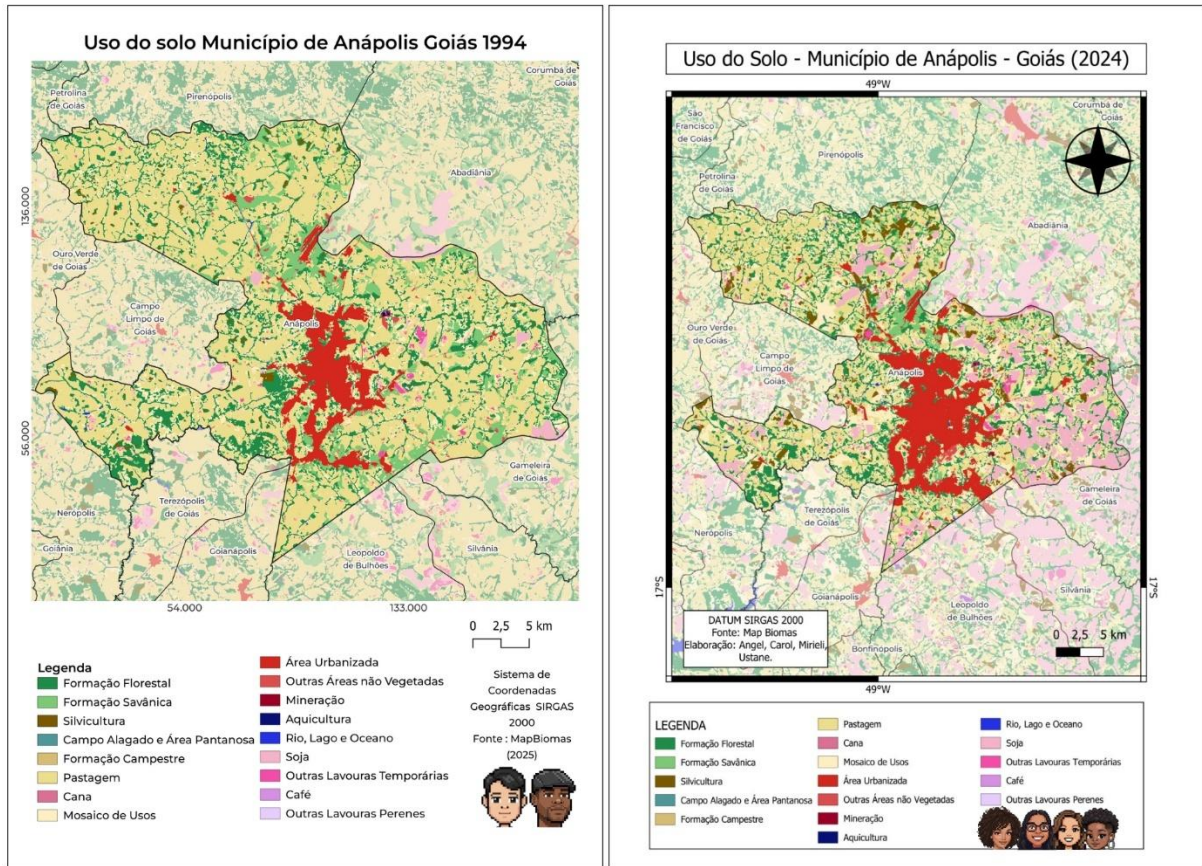 Uso do solo Município de Anápolis Goiás 1994
Petrolina
de Goiás
Pirenópolis
Corumbá de
Goiás
Abadiânia
136.000
Ouro Verde
de Goiás
Campo
Limpo de
Goiás
Anápolis
56.000
Gameleira
de Goiás
Nerópolis
Terezópolis
de Goiás
Goiânia
Goianápolis
Leopoldo
de Bulhões
Silvânia
54.000
133.000
0 2,5 5 km
Legenda
Formação Florestal
Formação Savânica
Silvicultura
Campo Alagado e Área Pantanosa
Formação Campestre
Pastagem
Cana
Mosaico de Usos
Área Urbanizada
Outras Áreas não Vegetadas
Mineração
Aquicultura
Rio, Lago e Oceano
Soja
Outras Lavouras Temporárias
Café
Outras Lavouras Perenes
Sistema de
Coordenadas
Geográficas SIRGAS
2000
Fonte : MapBiomas
(2025)
Uso do Solo - Município de Anápolis - Goiás (2024)
49°W
São
Francisco
de Goiás
Corumbá de
Goiás
Pirenópolis
Petrolina
de Goiás
Abadiânia
Ouro Verde
de Goiás
Campo
Limpo de
Goiás
Anápolis
Gameleira
de Goiás
Nerópolis
Terezópolis
de Goiás
17°S
17°S
Goianápolis
Leopoldo
de Bulhões
Silvânia
Bonfinópolis
DATUM SIRGAS 2000
Fonte: Map Biomas
Elaboração: Angel, Carol, Mirieli,
Ustane.
0 2,5 5 km
49°W
LEGENDA
Formação Florestal
Formação Savânica
Silvicultura
Campo Alagado e Área Pantanosa
Formação Campestre
Pastagem
Cana
Mosaico de Usos
Área Urbanizada
Outras Áreas não Vegetadas
Mineração
Aquicultura
Rio, Lago e Oceano
Soja
Outras Lavouras Temporárias
Café
Outras Lavouras Perenes